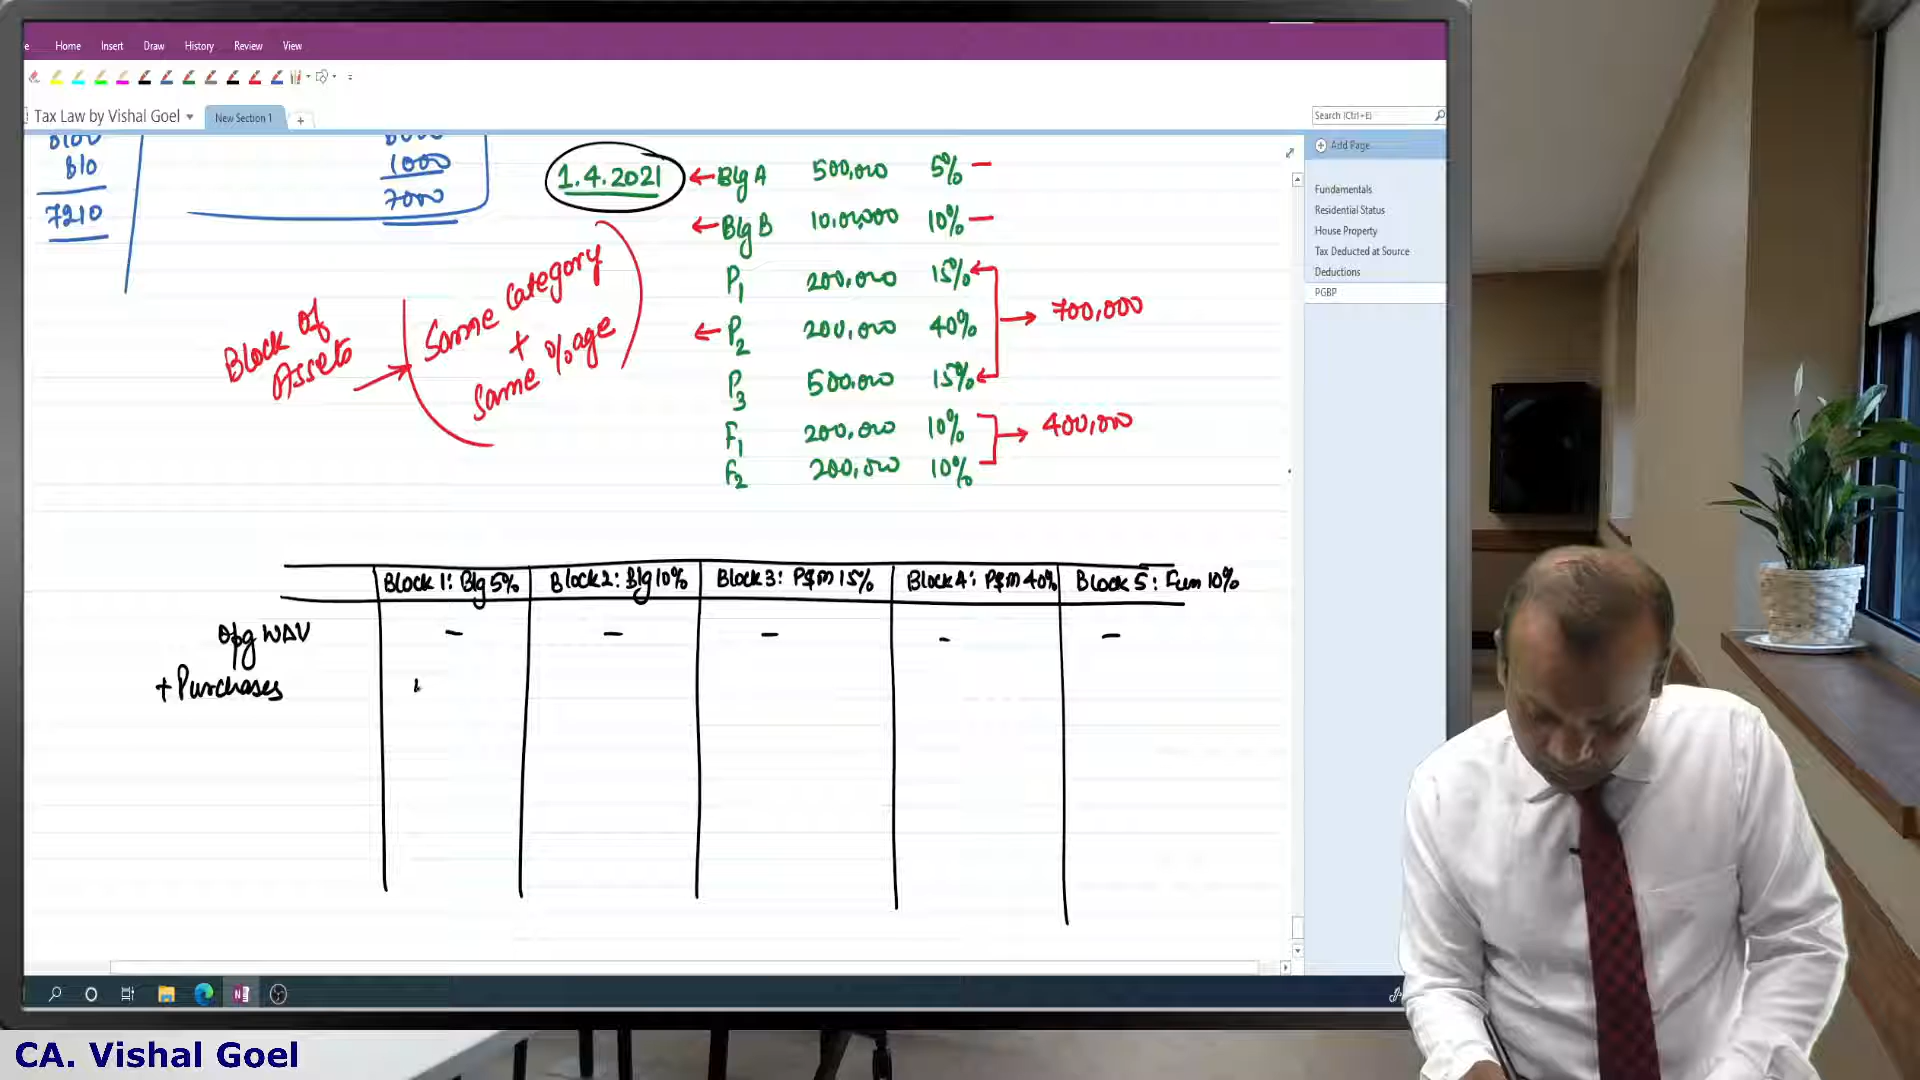 Home Insert Draw History Review View
Tax Law by Vishal Goel
New Section 1
Search (Ctrl+E)
Add Page
Fundamentals
Residential Status
House Property
Tax Deducted at Source
Deductions
PGBP
8100
810
7210
1000
7000
1.4.2021
Blg A 500,000 5%
Blg B 10,00,000 10%
P1 200,000 15%
P2 200,000 40%
P3 500,000 15%
F1 200,000 10%
F2 200,000 10%
700,000
400,000
Block of Assets
Same Category
+
Same %age
Block 1: Blg 5% Block 2: Blg 10% Block 3: P&M 15% Block 4: P&M 40% Block 5: Furn 10%
Opg WDV - - - - -
+ Purchases
CA. Vishal Goel